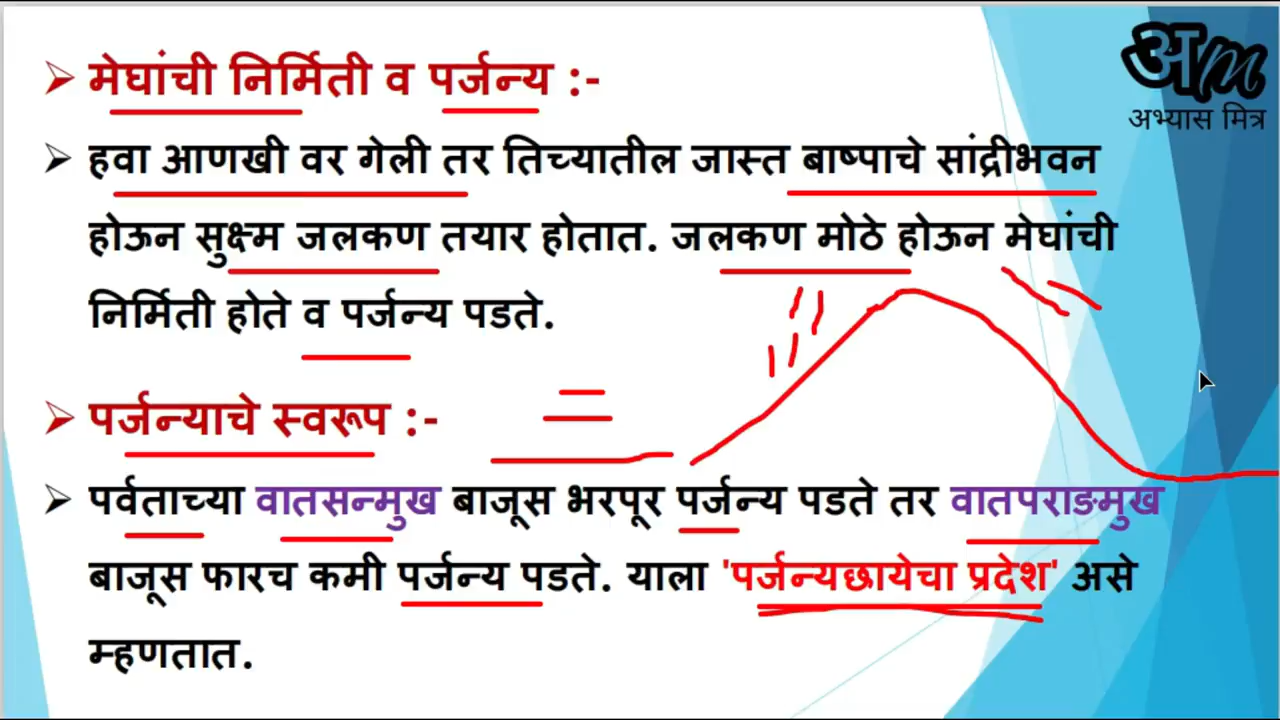 अm
अभ्यास मित्र
➢ मेघांची निर्मिती व पर्जन्य :-
➢ हवा आणखी वर गेली तर तिच्यातील जास्त बाष्पाचे सांद्रीभवन
होऊन सुक्ष्म जलकण तयार होतात. जलकण मोठे होऊन मेघांची
निर्मिती होते व पर्जन्य पडते.
➢ पर्जन्याचे स्वरूप :-
➢ पर्वताच्या वातसन्मुख बाजूस भरपूर पर्जन्य पडते तर वातपराङमुख
बाजूस फारच कमी पर्जन्य पडते. याला 'पर्जन्यछायेचा प्रदेश' असे
म्हणतात.